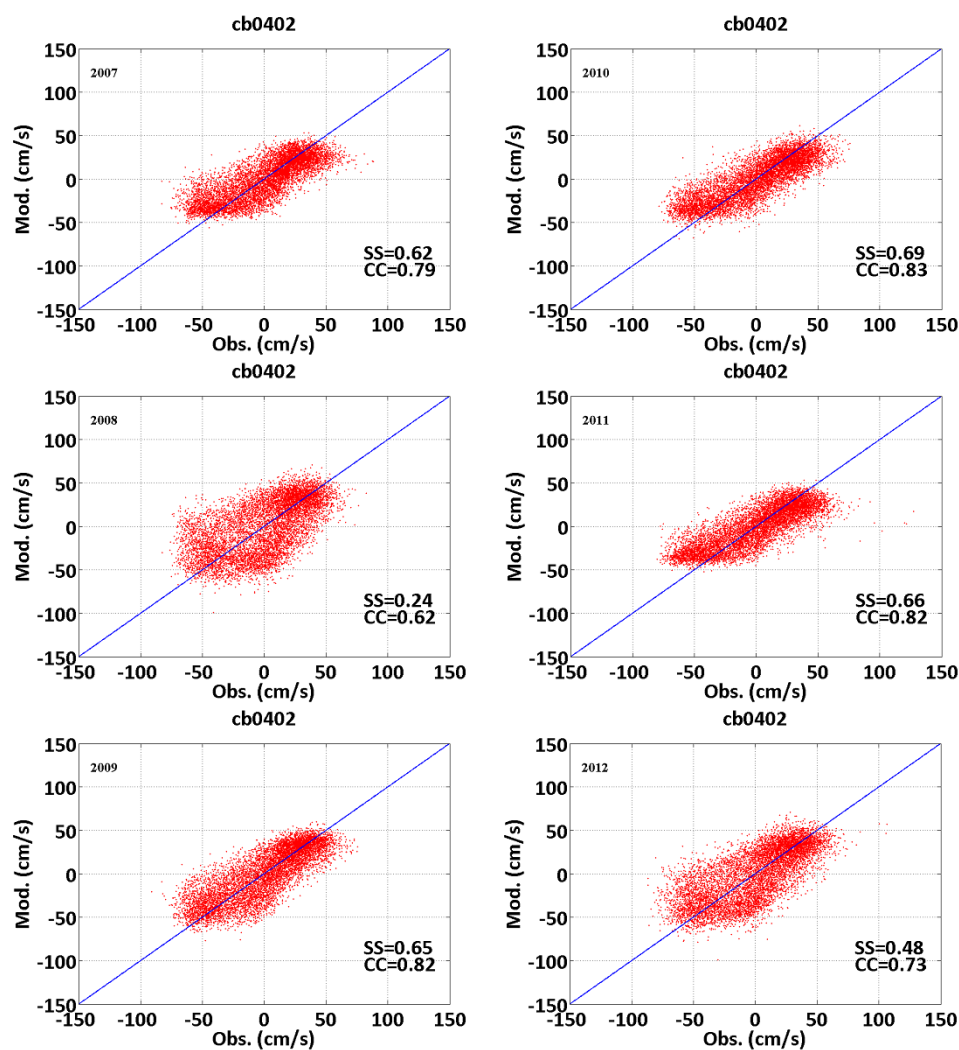 cb0402
150
100
50
0
-50
-100
-150
2007
Mod. (cm/s)
SS=0.62
CC=0.79
-150 -100 -50 0 50 100 150
Obs. (cm/s)
cb0402
150
100
50
0
-50
-100
-150
2010
Mod. (cm/s)
SS=0.69
CC=0.83
-150 -100 -50 0 50 100 150
Obs. (cm/s)
cb0402
150
100
50
0
-50
-100
-150
2008
Mod. (cm/s)
SS=0.24
CC=0.62
-150 -100 -50 0 50 100 150
Obs. (cm/s)
cb0402
150
100
50
0
-50
-100
-150
2011
Mod. (cm/s)
SS=0.66
CC=0.82
-150 -100 -50 0 50 100 150
Obs. (cm/s)
cb0402
150
100
50
0
-50
-100
-150
2009
Mod. (cm/s)
SS=0.65
CC=0.82
-150 -100 -50 0 50 100 150
Obs. (cm/s)
cb0402
150
100
50
0
-50
-100
-150
2012
Mod. (cm/s)
SS=0.48
CC=0.73
-150 -100 -50 0 50 100 150
Obs. (cm/s)